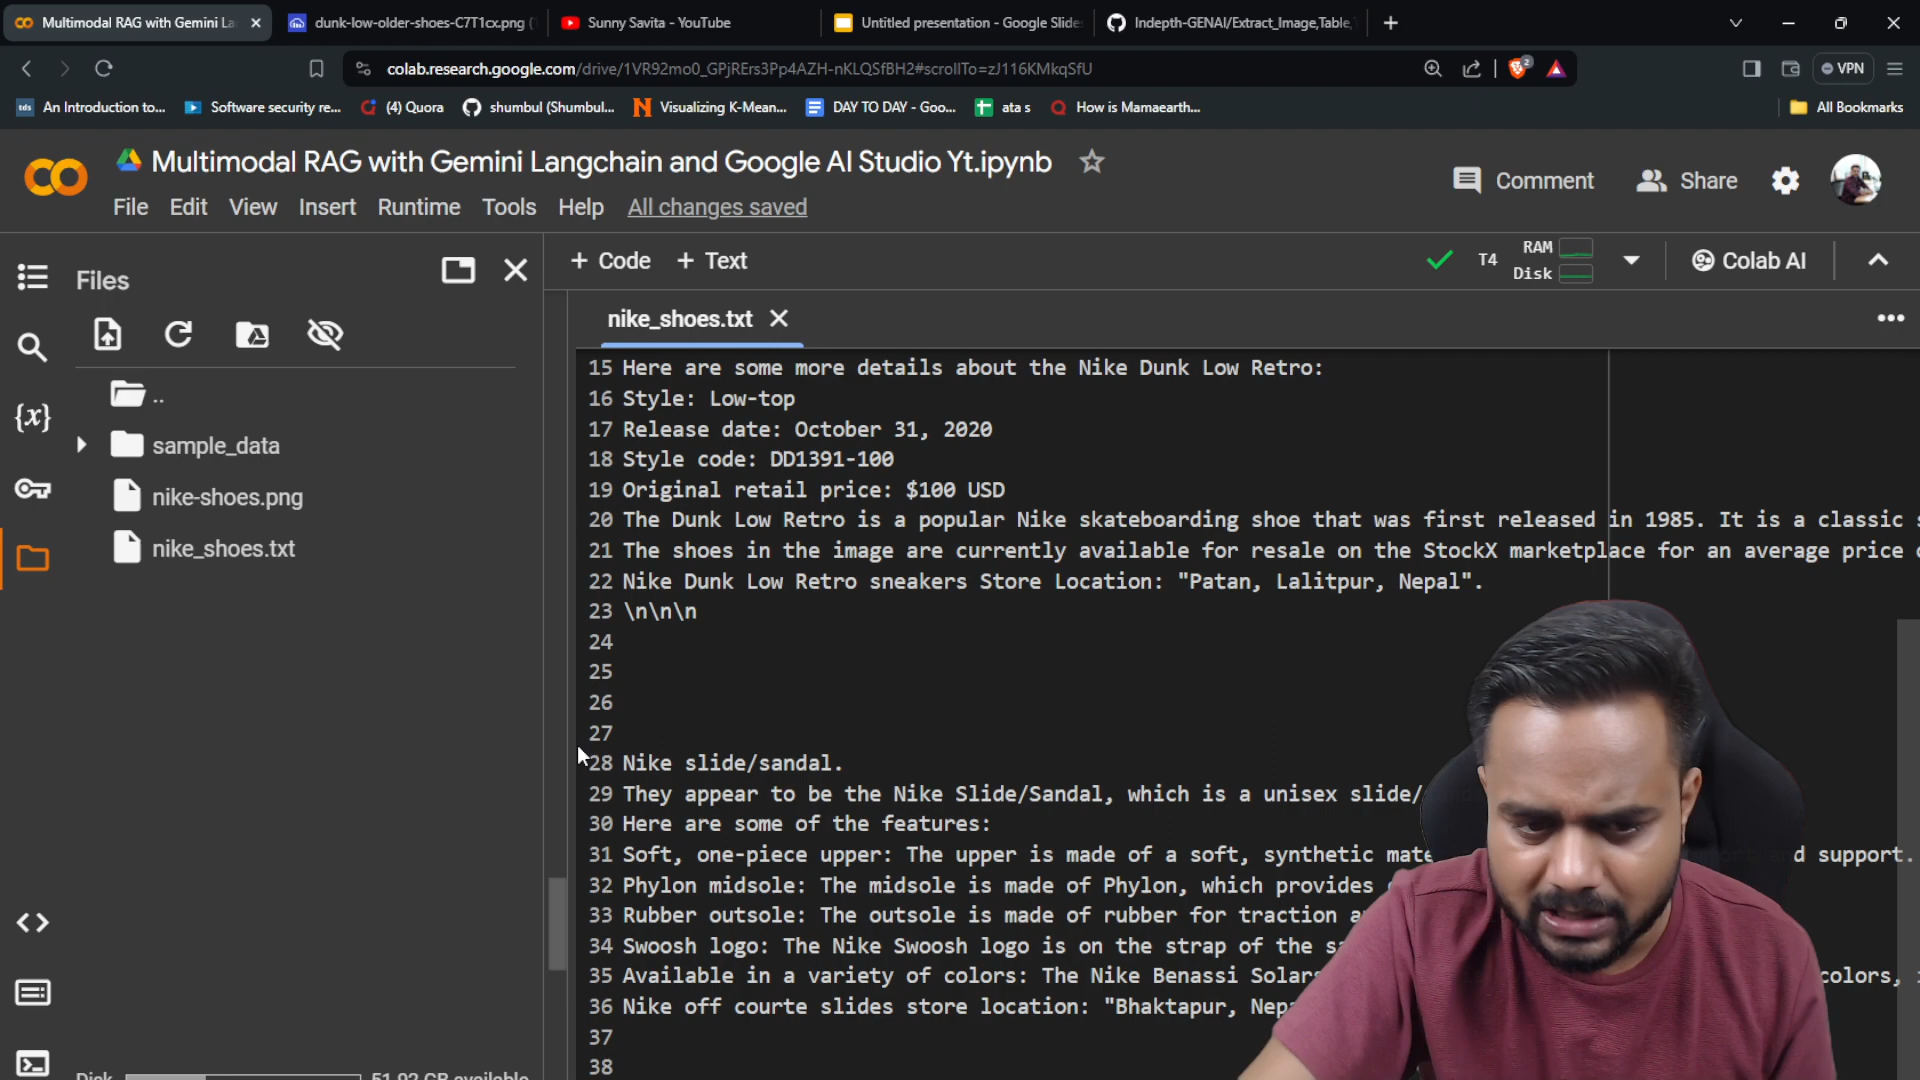 Multimodal RAG with Gemini La
dunk-low-older-shoes-C7T1cx.png (
Sunny Savita - YouTube
Untitled presentation - Google Slide
Indepth-GENAI/Extract_Image,Table,
colab.research.google.com/drive/1VR92mo0_GPjRErs3Pp4AZH-nKLQSfBH2#scrollTo=zJ116KMkqSfU
2
VPN
tds An Introduction to...
Software security re...
(4) Quora
shumbul (Shumbul...
Visualizing K-Mean...
DAY TO DAY - Goo...
ata s
How is Mamaearth...
All Bookmarks
Multimodal RAG with Gemini Langchain and Google AI Studio Yt.ipynb
File Edit View Insert Runtime Tools Help All changes saved
Comment
Share
Files
+ Code + Text
T4
RAM
Disk
Colab AI
..
sample_data
nike-shoes.png
nike_shoes.txt
{x}
nike_shoes.txt
15 Here are some more details about the Nike Dunk Low Retro:
16 Style: Low-top
17 Release date: October 31, 2020
18 Style code: DD1391-100
19 Original retail price: $100 USD
20 The Dunk Low Retro is a popular Nike skateboarding shoe that was first released in 1985. It is a classic s
21 The shoes in the image are currently available for resale on the StockX marketplace for an average price
22 Nike Dunk Low Retro sneakers Store Location: "Patan, Lalitpur, Nepal".
23 \n\n\n
24
25
26
27
28 Nike slide/sandal.
29 They appear to be the Nike Slide/Sandal, which is a unisex slide/
30 Here are some of the features:
31 Soft, one-piece upper: The upper is made of a soft, synthetic mate and support.
32 Phylon midsole: The midsole is made of Phylon, which provides
33 Rubber outsole: The outsole is made of rubber for traction a
34 Swoosh logo: The Nike Swoosh logo is on the strap of the s
35 Available in a variety of colors: The Nike Benassi Solars colors,
36 Nike off courte slides store location: "Bhaktapur, Nep
37
38
Disk 51.92 GB available